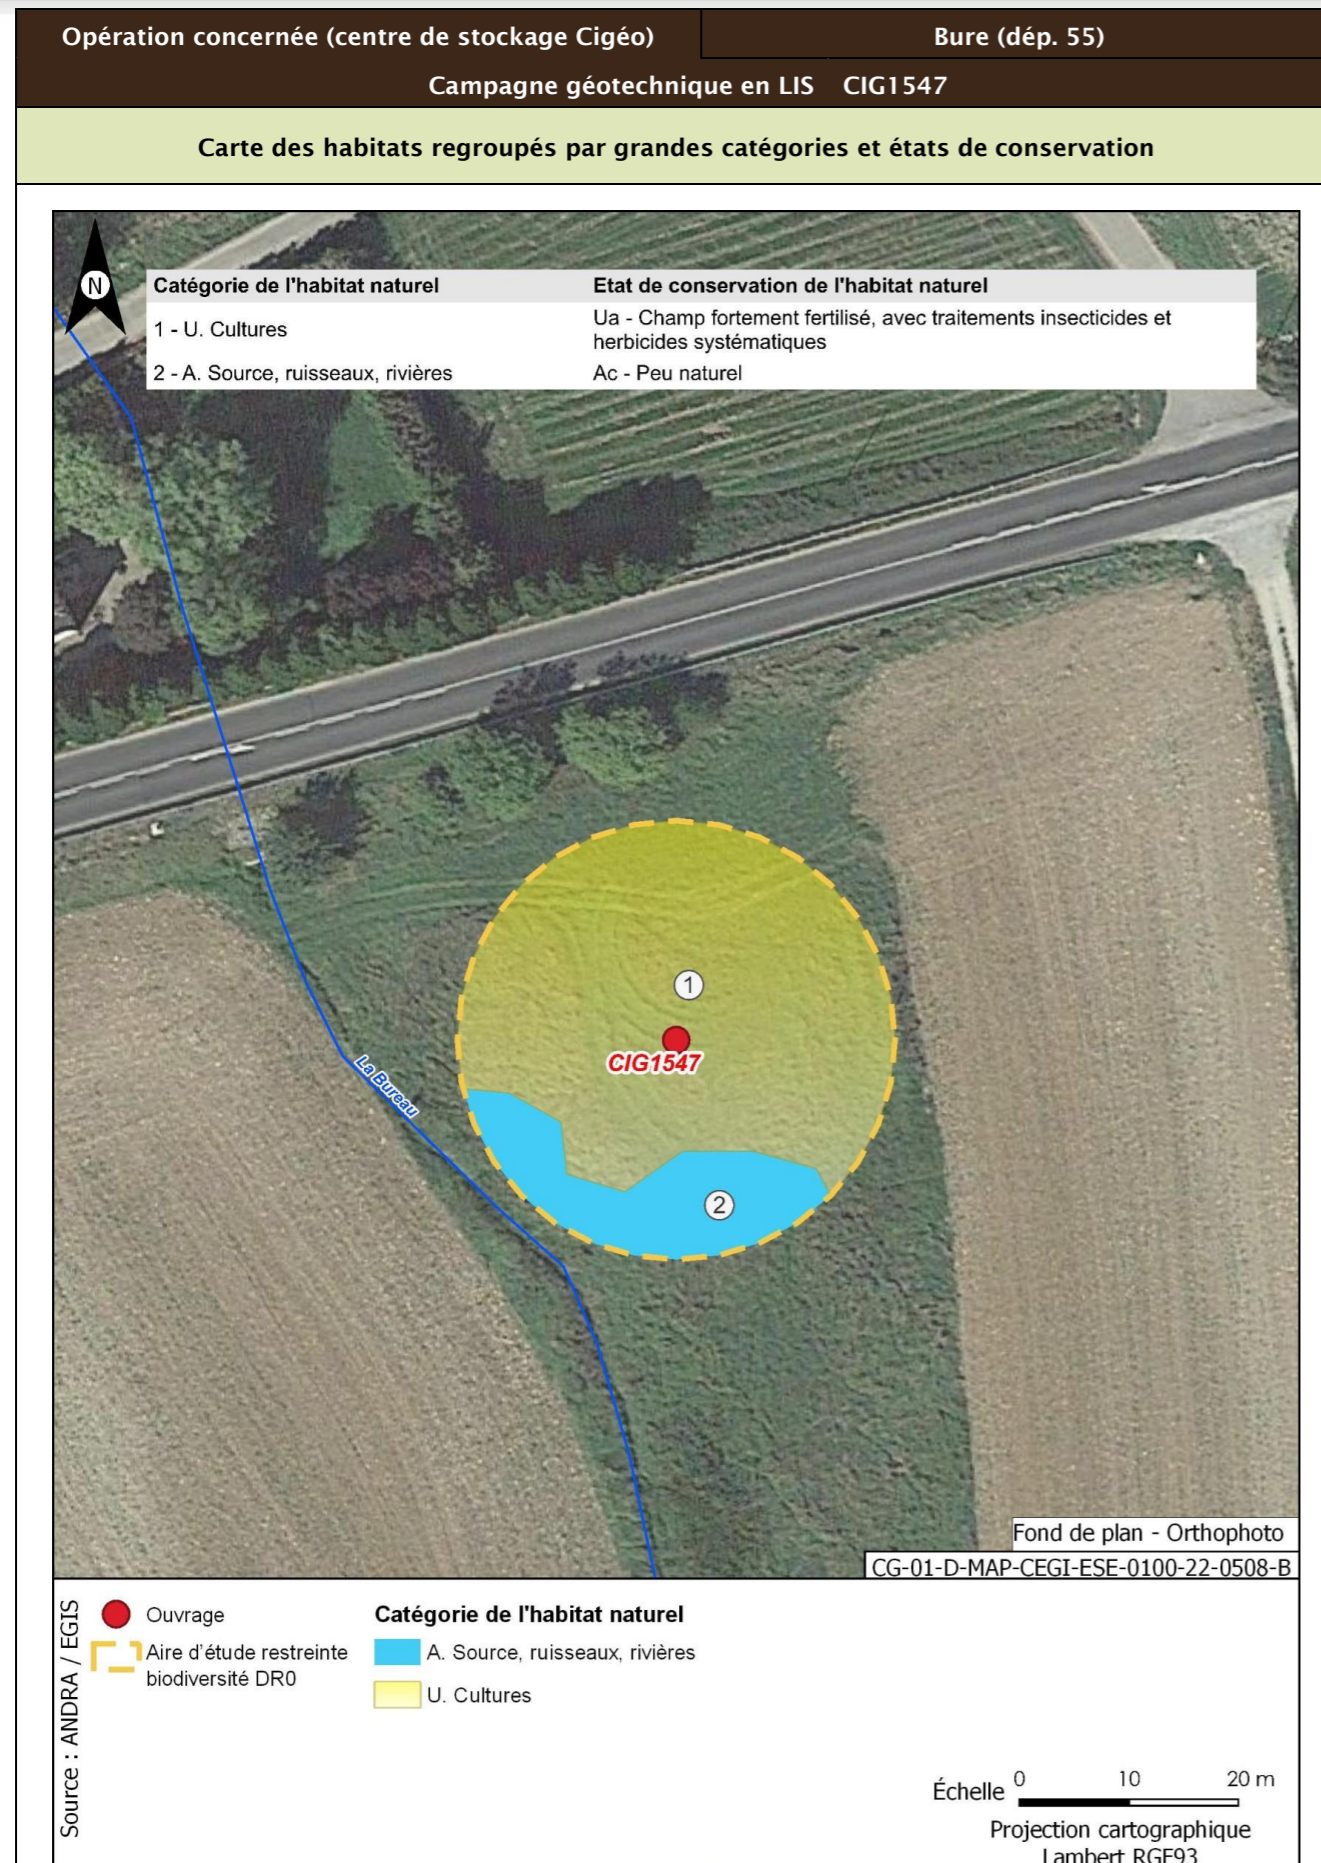 Opération concernée (centre de stockage Cigéo)
Bure (dép. 55)
Campagne géotechnique en LIS CIG1547
Carte des habitats regroupés par grandes catégories et états de conservation
N
Catégorie de l'habitat naturel
Etat de conservation de l'habitat naturel
1 - U. Cultures
Ua - Champ fortement fertilisé, avec traitements insecticides et
herbicides systématiques
2 - A. Source, ruisseaux, rivières
Ac - Peu naturel
1
CIG1547
La Bureau
2
Fond de plan - Orthophoto
CG-01-D-MAP-CEGI-ESE-0100-22-0508-B
Source : ANDRA / EGIS
Ouvrage
Aire d'étude restreinte
biodiversité DR0
Catégorie de l'habitat naturel
A. Source, ruisseaux, rivières
U. Cultures
Échelle 0 10 20 m
Projection cartographique
Lambert RGF93